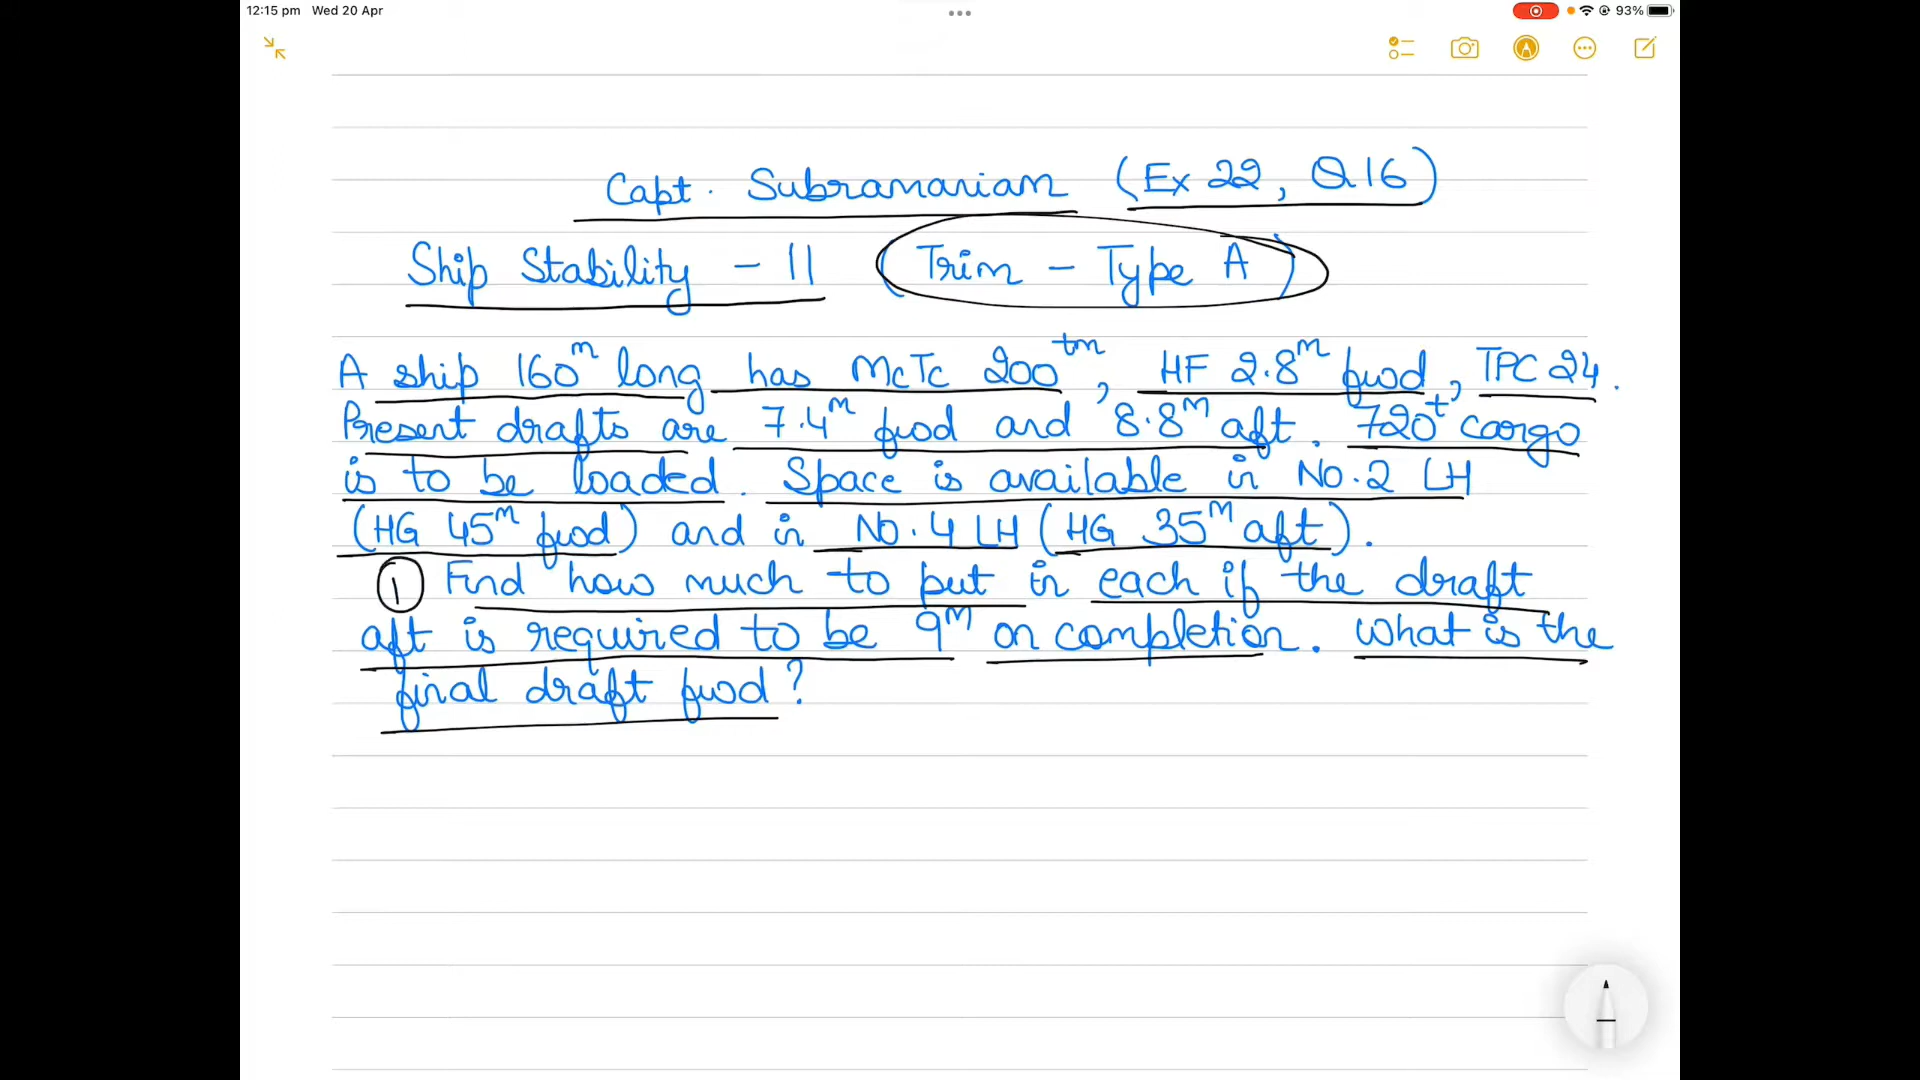 12:15 pm Wed 20 Apr
93%
Capt. Subramaniam (Ex 22, Q 16)
Ship Stability - II (Trim - Type A)
A ship 160m long has MCTC 200 tm, HF 2.8m fwd, TPC 24.
Present drafts are 7.4m fwd and 8.8m aft. 720t cargo
is to be loaded. Space is available in No.2 LH
(HG 45m fwd) and in No.4 LH (HG 35m aft).
① Find how much to put in each if the draft
aft is required to be 9m on completion. What is the
final draft fwd?